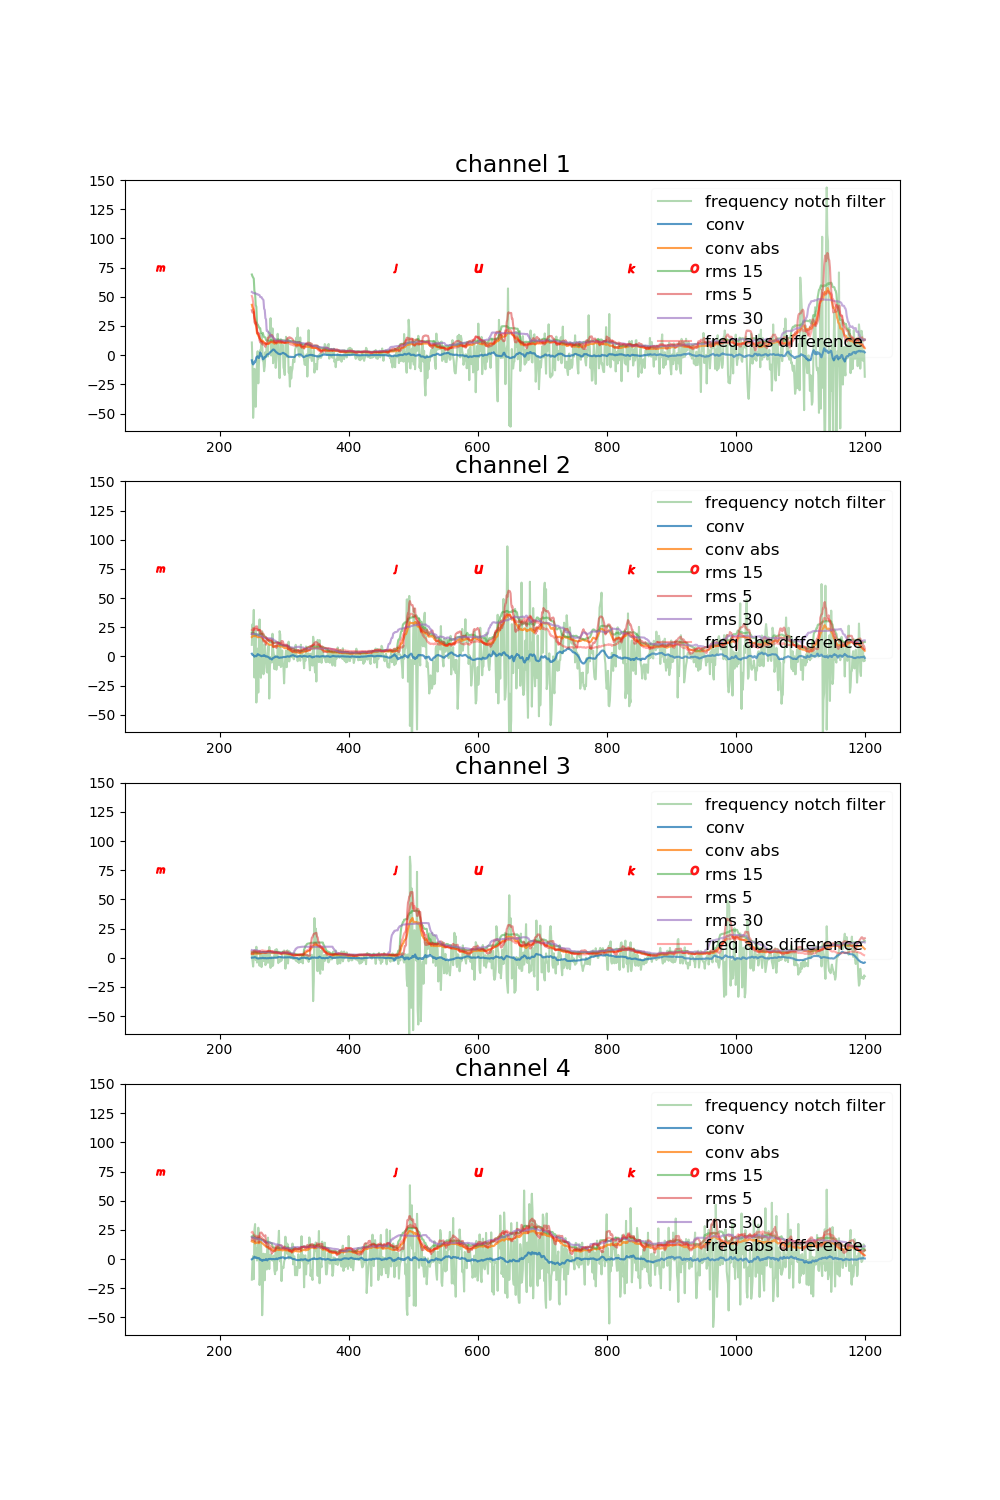 channel 1
150
125
100
75
50
25
0
−25
−50
m J u k o
frequency notch filter
conv
conv abs
rms 15
rms 5
rms 30
freq abs difference
200 400 600 800 1000 1200
channel 2
150
125
100
75
50
25
0
−25
−50
m J u k o
frequency notch filter
conv
conv abs
rms 15
rms 5
rms 30
freq abs difference
200 400 600 800 1000 1200
channel 3
150
125
100
75
50
25
0
−25
−50
m J u k o
frequency notch filter
conv
conv abs
rms 15
rms 5
rms 30
freq abs difference
200 400 600 800 1000 1200
channel 4
150
125
100
75
50
25
0
−25
−50
m J u k o
frequency notch filter
conv
conv abs
rms 15
rms 5
rms 30
freq abs difference
200 400 600 800 1000 1200